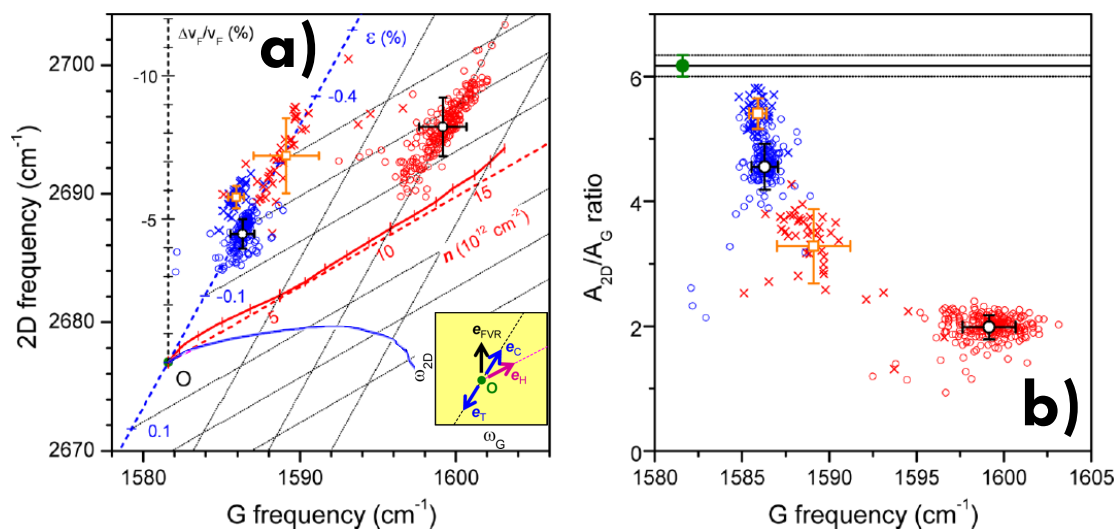 a)
Δv_F/v_F (%)
ε (%)
-10
-5
-0.4
-0.1
0.1
5
10
15
n (10^12 cm^-2)
O
2700
2690
2680
2670
2D frequency (cm^-1)
1580
1590
1600
G frequency (cm^-1)
e_FVR
e_C
e_H
O
e_T
ω_2D
ω_G
b)
6
4
2
0
A_2D/A_G ratio
1580
1585
1590
1595
1600
1605
G frequency (cm^-1)